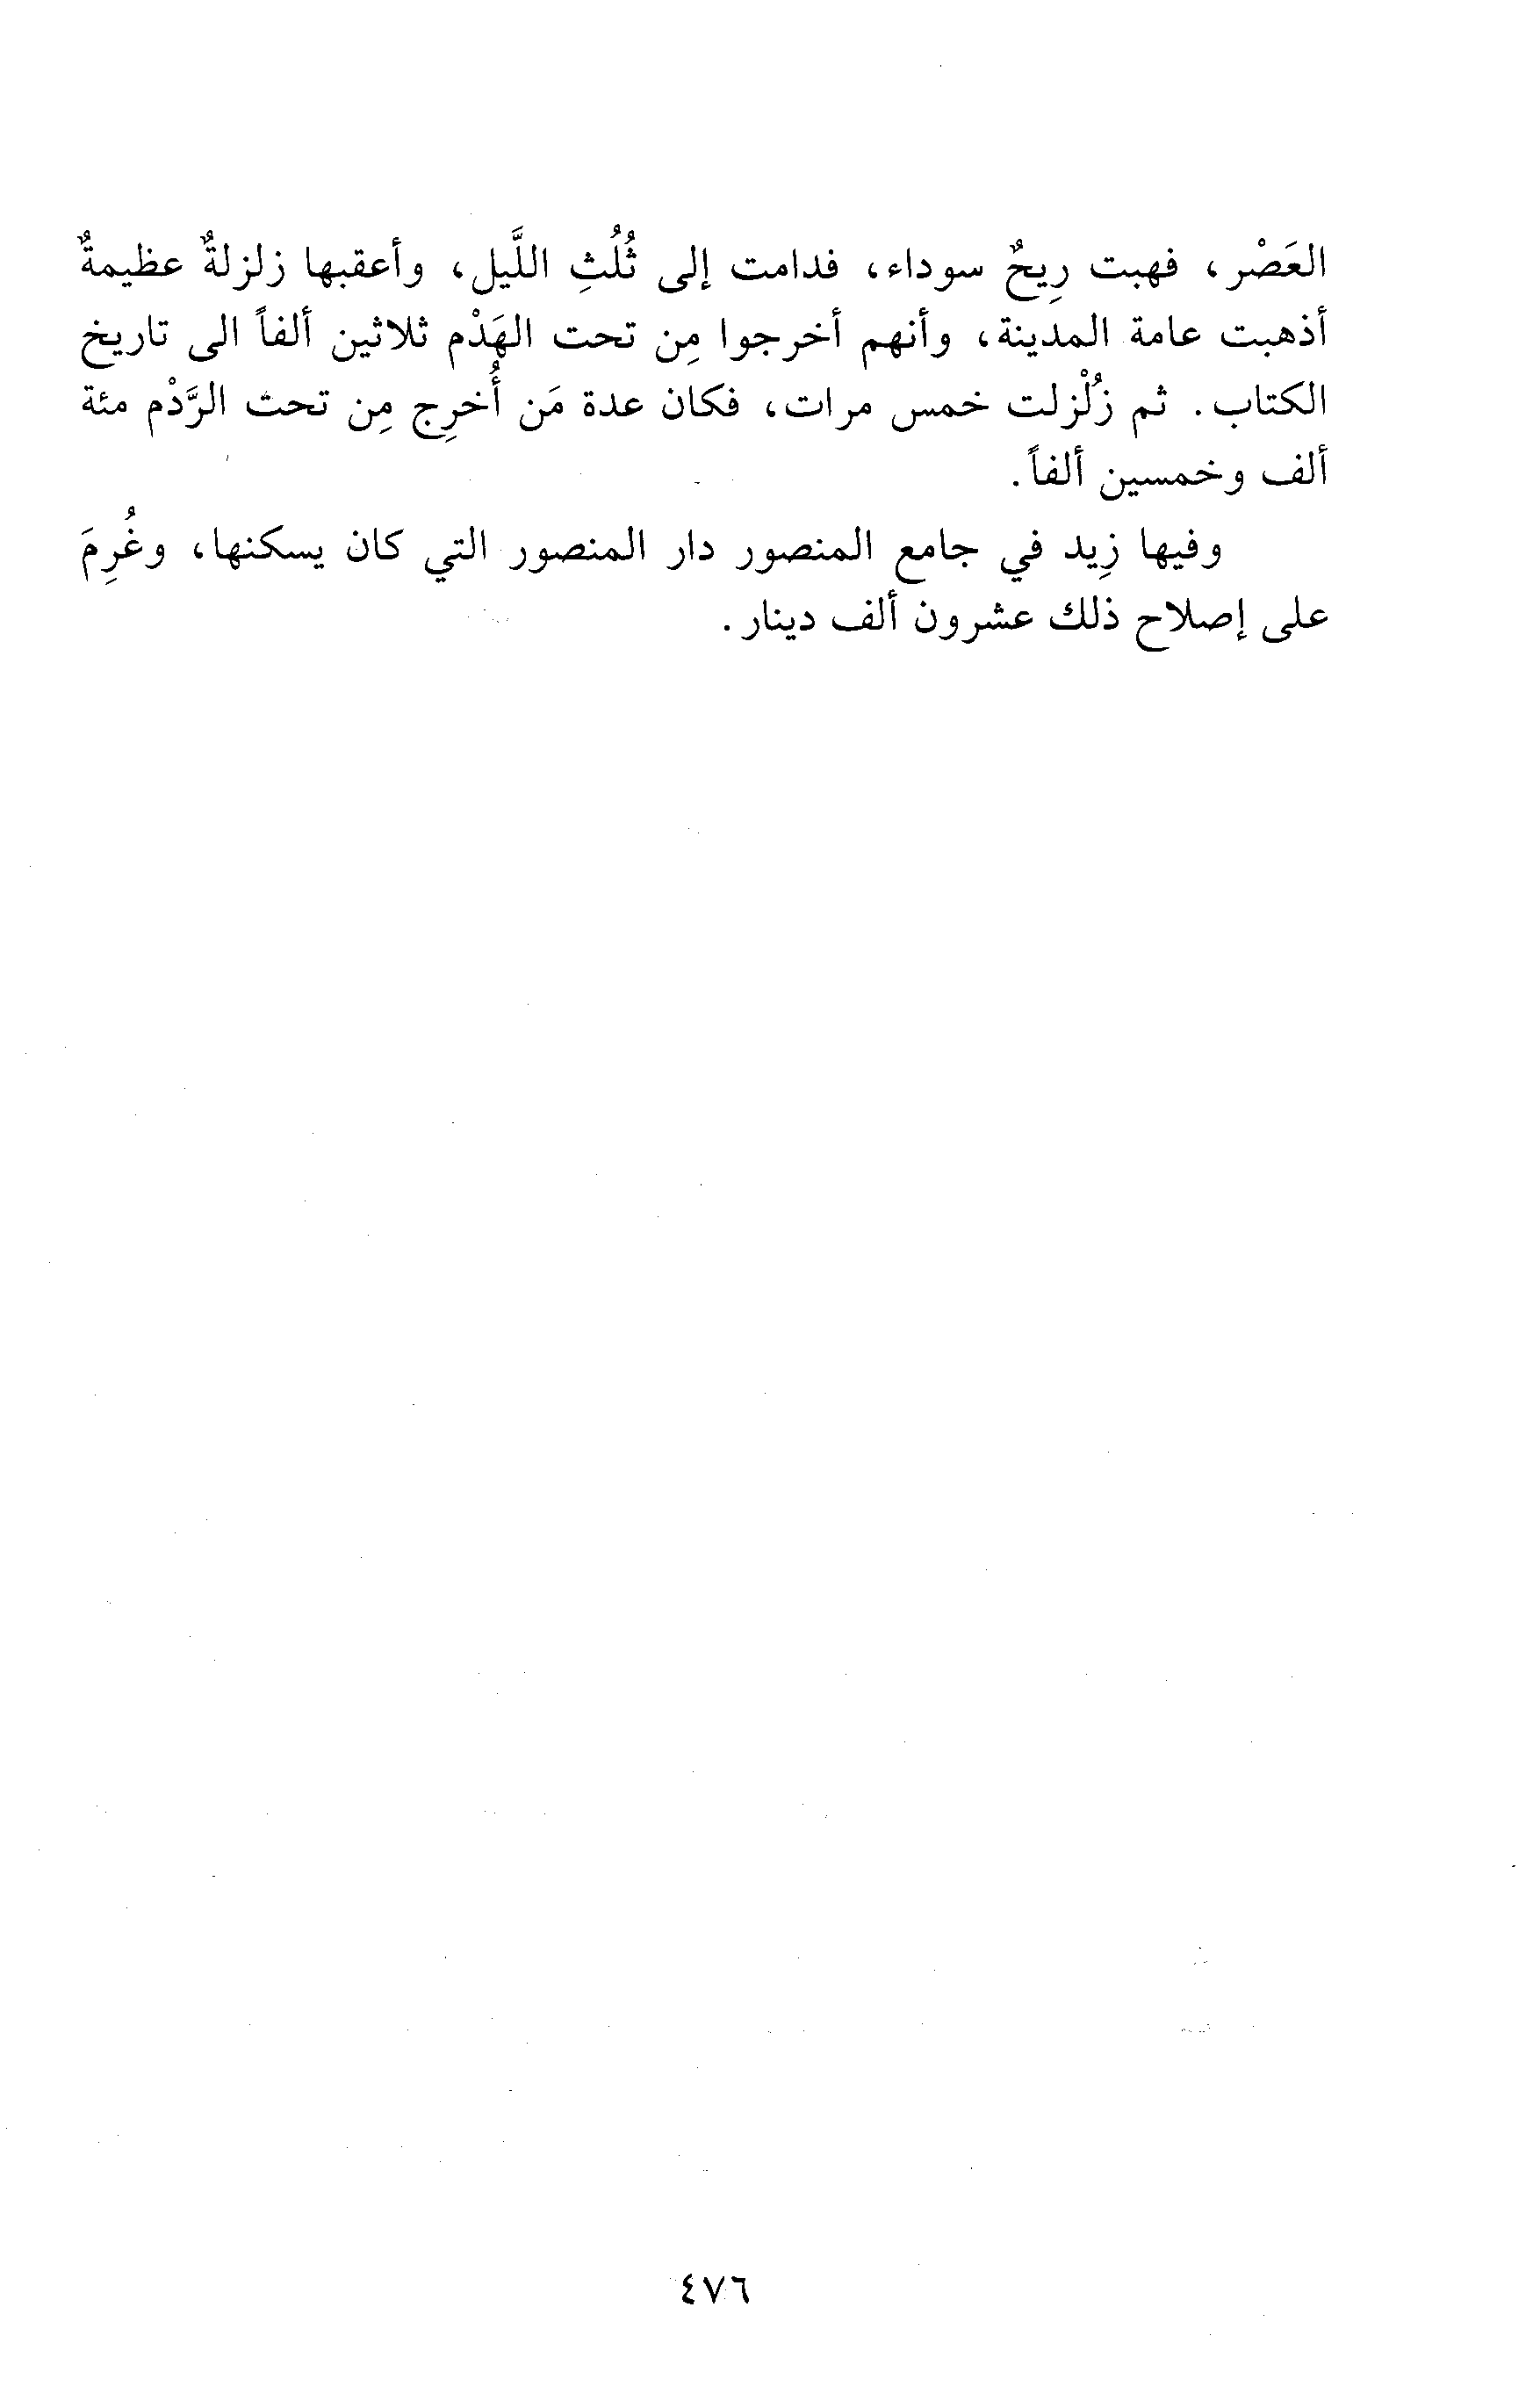 العَصْر، فهبت رِيحٌ سوداء، فدامت إلى ثُلُثِ اللَّيل، وأعقبها زلزلةٌ عظيمةٌ
أذهبت عامة المدينة، وأنهم أخرجوا مِن تحت الهَدْم ثلاثين ألفاً الى تاريخ
الكتاب. ثم زُلْزلت خمس مرات، فكان عدة مَن أُخرِج مِن تحت الرَّدْم مئة
ألف وخمسين ألفاً.
وفيها زِيد في جامع المنصور دار المنصور التي كان يسكنها، وغُرِمَ
على إصلاح ذلك عشرون ألف دينار.
٤٧٦